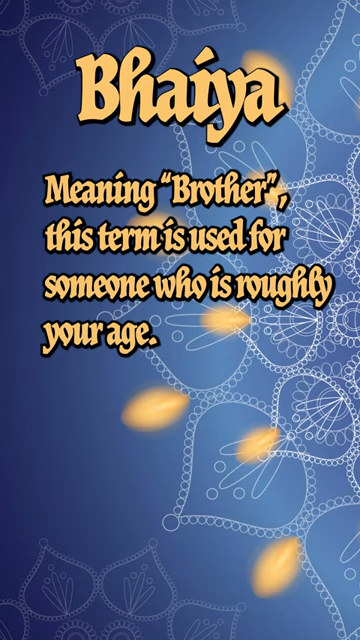 Bhaiya
Meaning “Brother”,
this term is used for
someone who is roughly
your age.